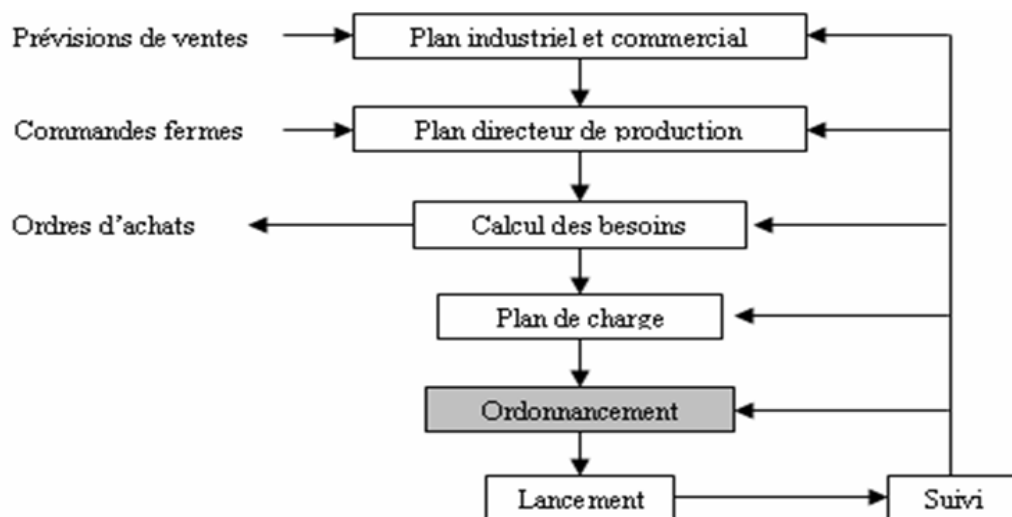 Prévisions de ventes
Plan industriel et commercial
Commandes fermes
Plan directeur de production
Ordres d'achats
Calcul des besoins
Plan de charge
Ordonnancement
Lancement
Suivi